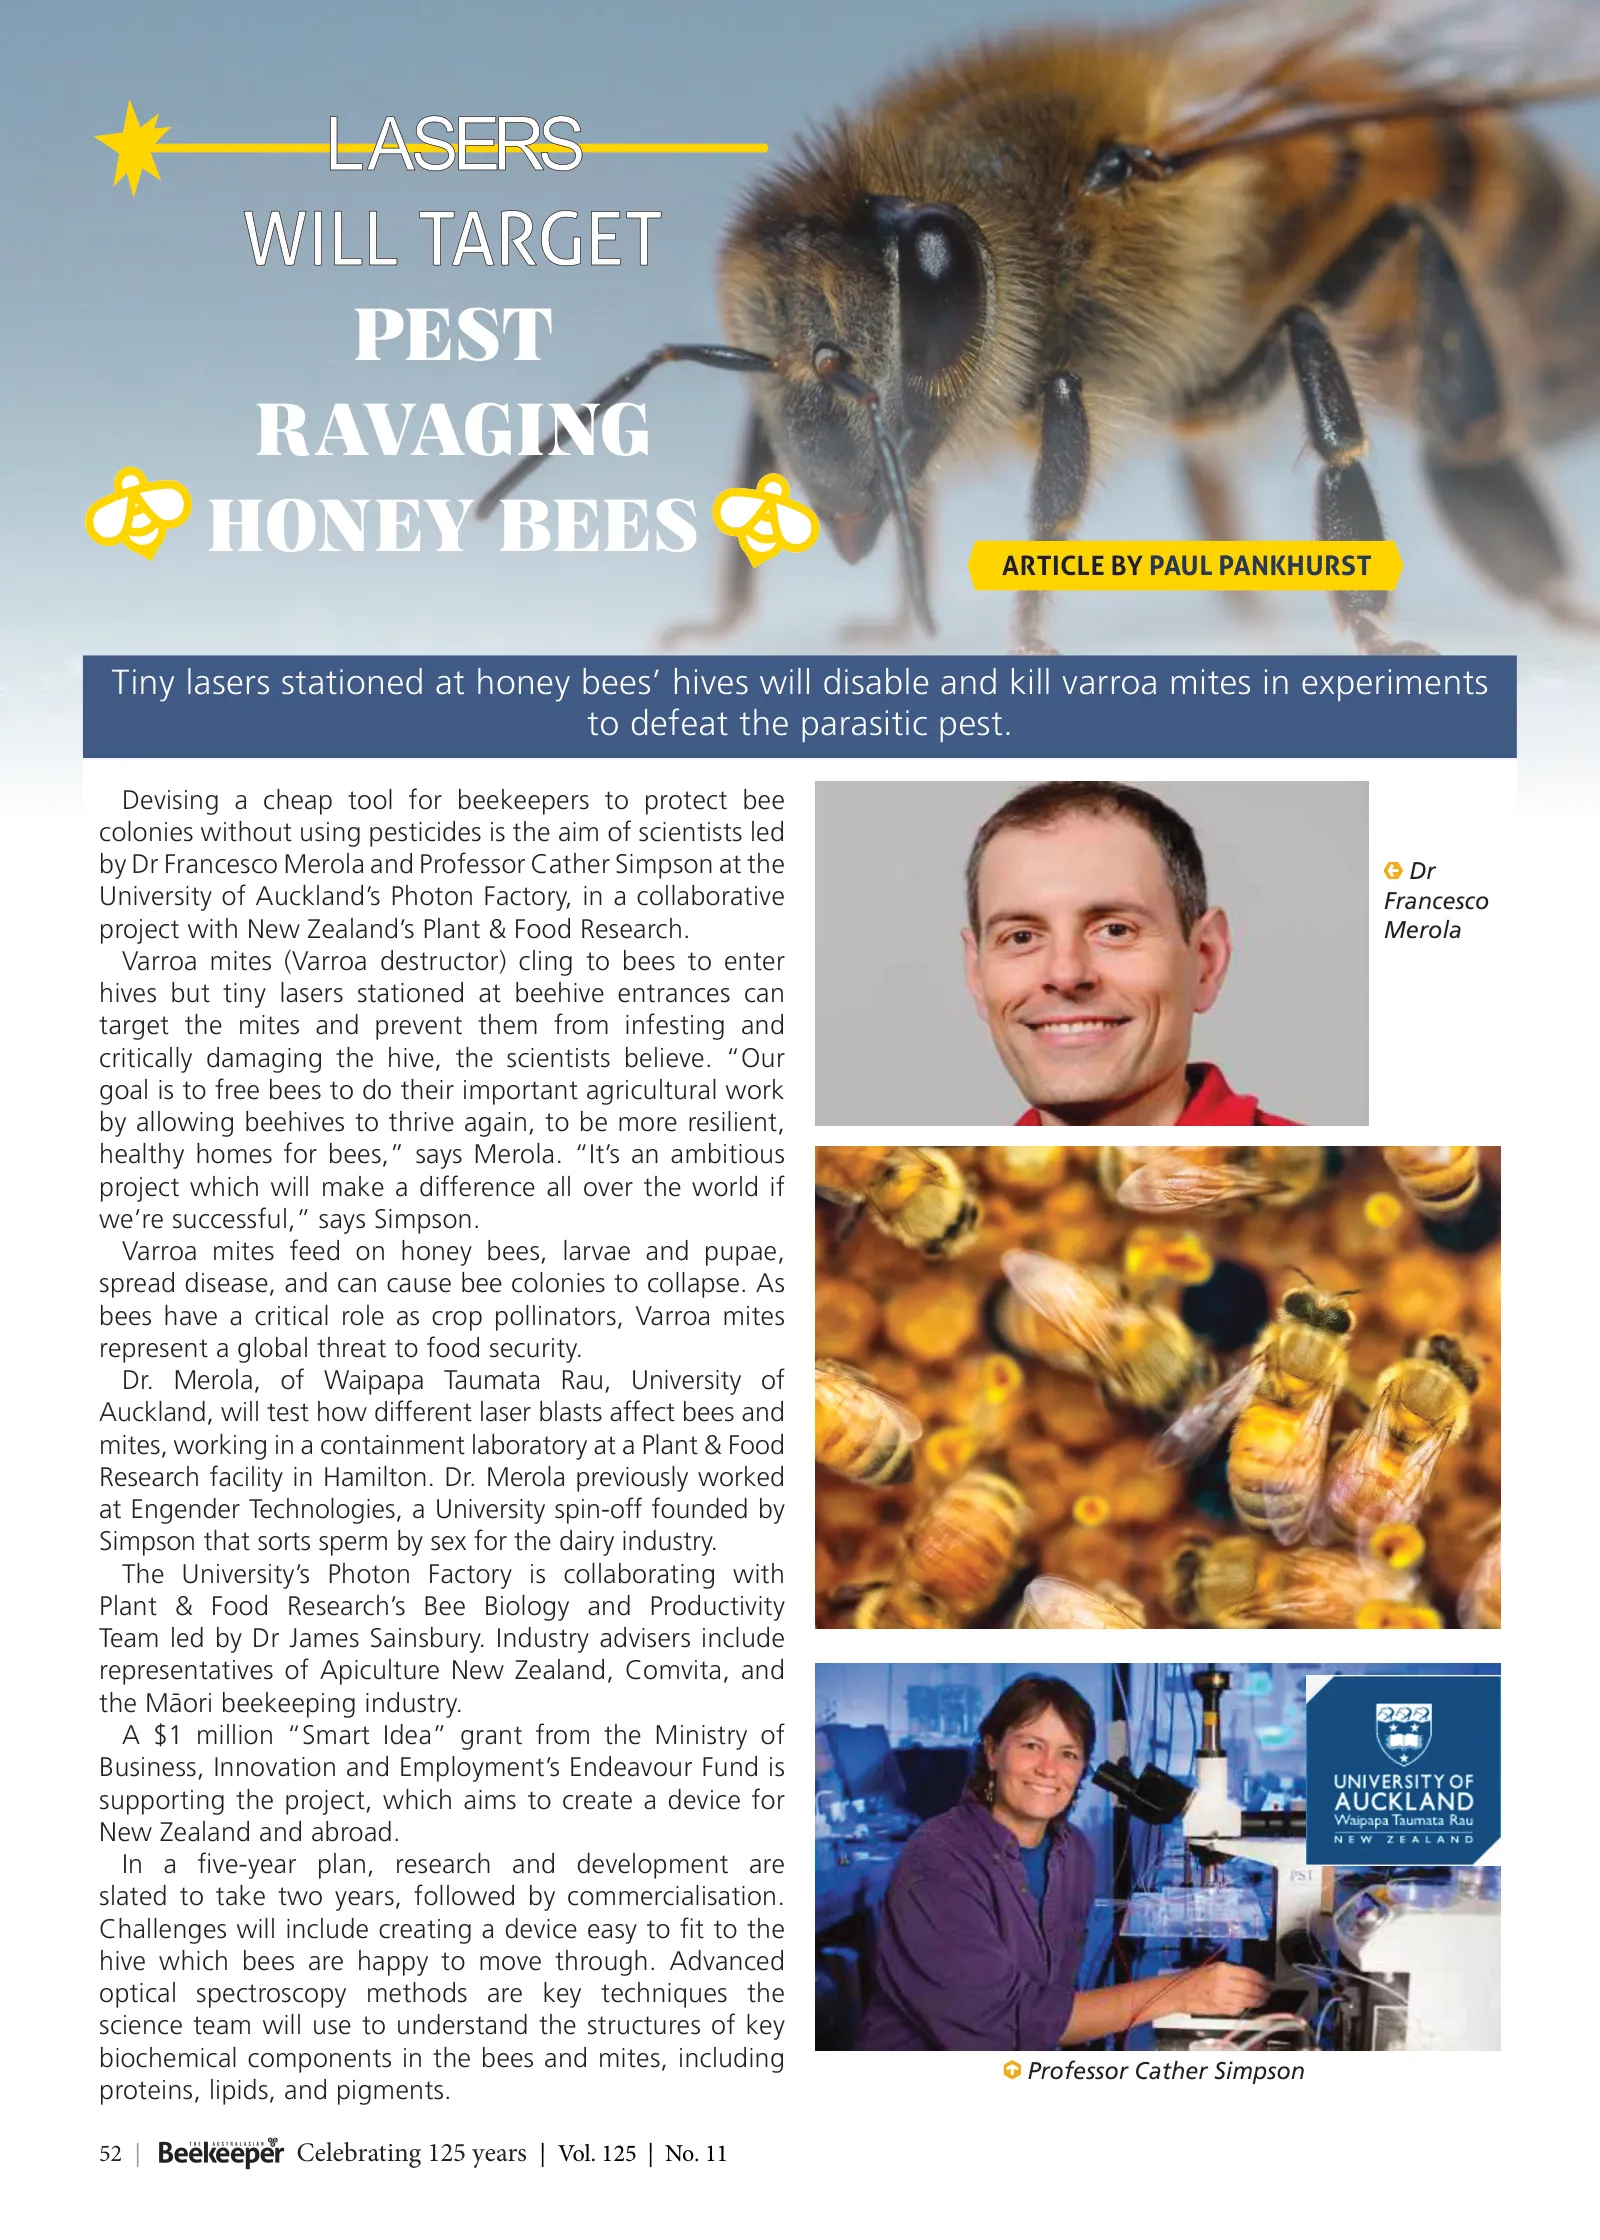 LASERS
WILL TARGET
PEST
RAVAGING
HONEY BEES
ARTICLE BY PAUL PANKHURST
Tiny lasers stationed at honey bees’ hives will disable and kill varroa mites in experiments
to defeat the parasitic pest.
Devising a cheap tool for beekeepers to protect bee
colonies without using pesticides is the aim of scientists led
by Dr Francesco Merola and Professor Cather Simpson at the
University of Auckland’s Photon Factory, in a collaborative
project with New Zealand’s Plant & Food Research.
Varroa mites (Varroa destructor) cling to bees to enter
hives but tiny lasers stationed at beehive entrances can
target the mites and prevent them from infesting and
critically damaging the hive, the scientists believe. “Our
goal is to free bees to do their important agricultural work
by allowing beehives to thrive again, to be more resilient,
healthy homes for bees,” says Merola. “It’s an ambitious
project which will make a difference all over the world if
we’re successful,” says Simpson.
Varroa mites feed on honey bees, larvae and pupae,
spread disease, and can cause bee colonies to collapse. As
bees have a critical role as crop pollinators, Varroa mites
represent a global threat to food security.
Dr. Merola, of Waipapa Taumata Rau, University of
Auckland, will test how different laser blasts affect bees and
mites, working in a containment laboratory at a Plant & Food
Research facility in Hamilton. Dr. Merola previously worked
at Engender Technologies, a University spin-off founded by
Simpson that sorts sperm by sex for the dairy industry.
The University’s Photon Factory is collaborating with
Plant & Food Research’s Bee Biology and Productivity
Team led by Dr James Sainsbury. Industry advisers include
representatives of Apiculture New Zealand, Comvita, and
the Māori beekeeping industry.
A $1 million “Smart Idea” grant from the Ministry of
Business, Innovation and Employment’s Endeavour Fund is
supporting the project, which aims to create a device for
New Zealand and abroad.
In a five-year plan, research and development are
slated to take two years, followed by commercialisation.
Challenges will include creating a device easy to fit to the
hive which bees are happy to move through. Advanced
optical spectroscopy methods are key techniques the
science team will use to understand the structures of key
biochemical components in the bees and mites, including
proteins, lipids, and pigments.
Dr
Francesco
Merola
UNIVERSITY OF
AUCKLAND
Waipapa Taumata Rau
NEW ZEALAND
PSI
Professor Cather Simpson
52 | THE AUSTRALASIAN Beekeeper Celebrating 125 years | Vol. 125 | No. 11